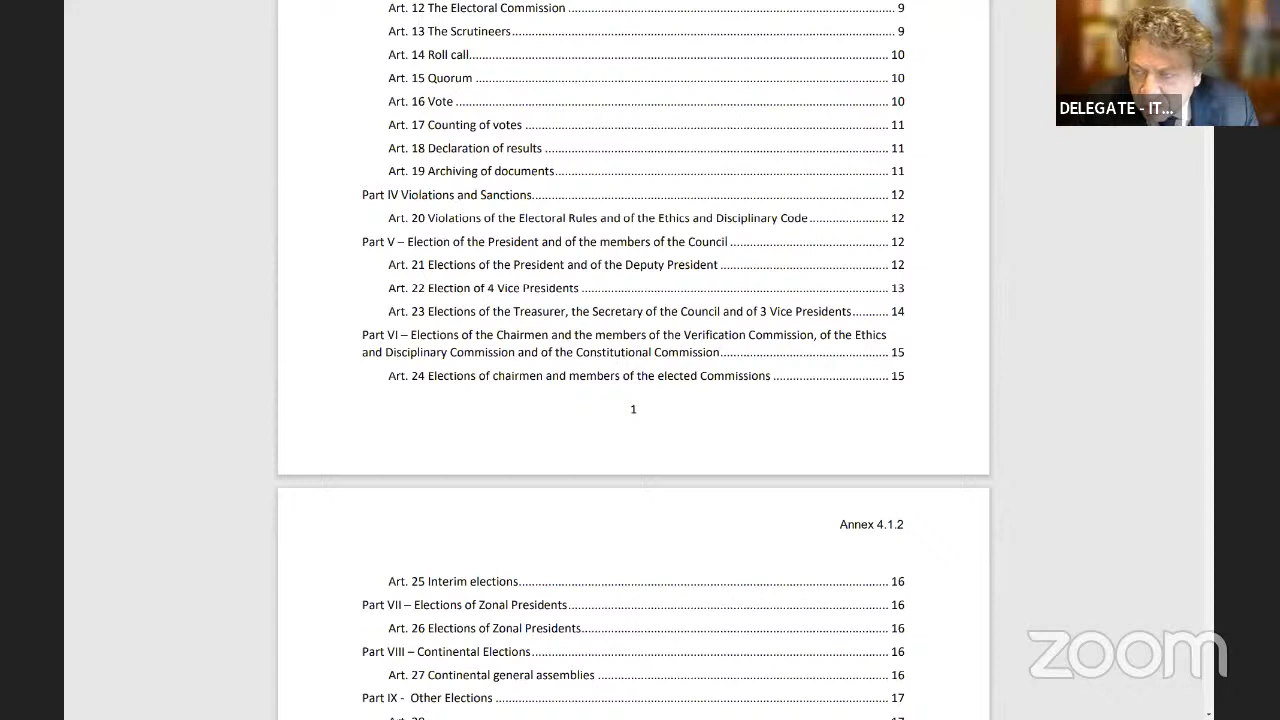 Art. 12 The Electoral Commission ........ 9
Art. 13 The Scrutineers ........ 9
Art. 14 Roll call ........ 10
Art. 15 Quorum ........ 10
Art. 16 Vote ........ 10
Art. 17 Counting of votes ........ 11
Art. 18 Declaration of results ........ 11
Art. 19 Archiving of documents ........ 11
Part IV Violations and Sanctions ........ 12
Art. 20 Violations of the Electoral Rules and of the Ethics and Disciplinary Code ........ 12
Part V – Election of the President and of the members of the Council ........ 12
Art. 21 Elections of the President and of the Deputy President ........ 12
Art. 22 Election of 4 Vice Presidents ........ 13
Art. 23 Elections of the Treasurer, the Secretary of the Council and of 3 Vice Presidents ........ 14
Part VI – Elections of the Chairmen and the members of the Verification Commission, of the Ethics
and Disciplinary Commission and of the Constitutional Commission ........ 15
Art. 24 Elections of chairmen and members of the elected Commissions ........ 15
1
Annex 4.1.2
Art. 25 Interim elections ........ 16
Part VII – Elections of Zonal Presidents ........ 16
Art. 26 Elections of Zonal Presidents ........ 16
Part VIII – Continental Elections ........ 16
Art. 27 Continental general assemblies ........ 16
Part IX - Other Elections ........ 17
DELEGATE - IT...
zoom